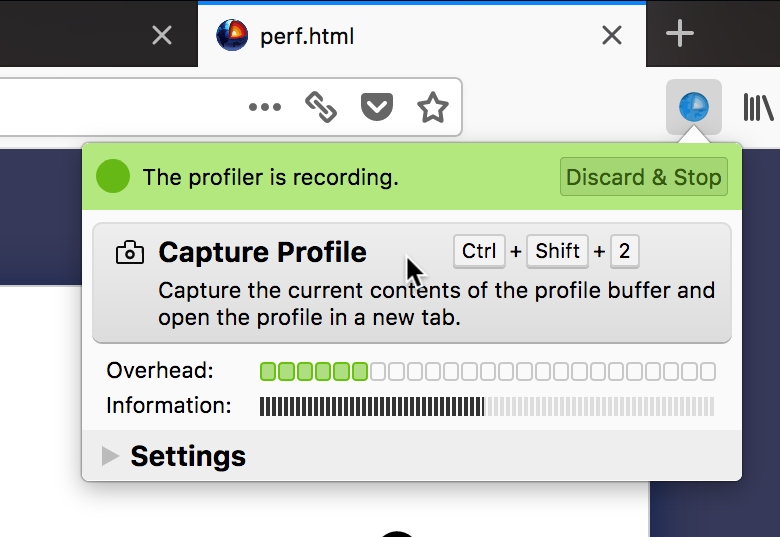 perf.html
The profiler is recording.
Discard & Stop
Capture Profile
Ctrl + Shift + 2
Capture the current contents of the profile buffer and
open the profile in a new tab.
Overhead:
Information:
Settings